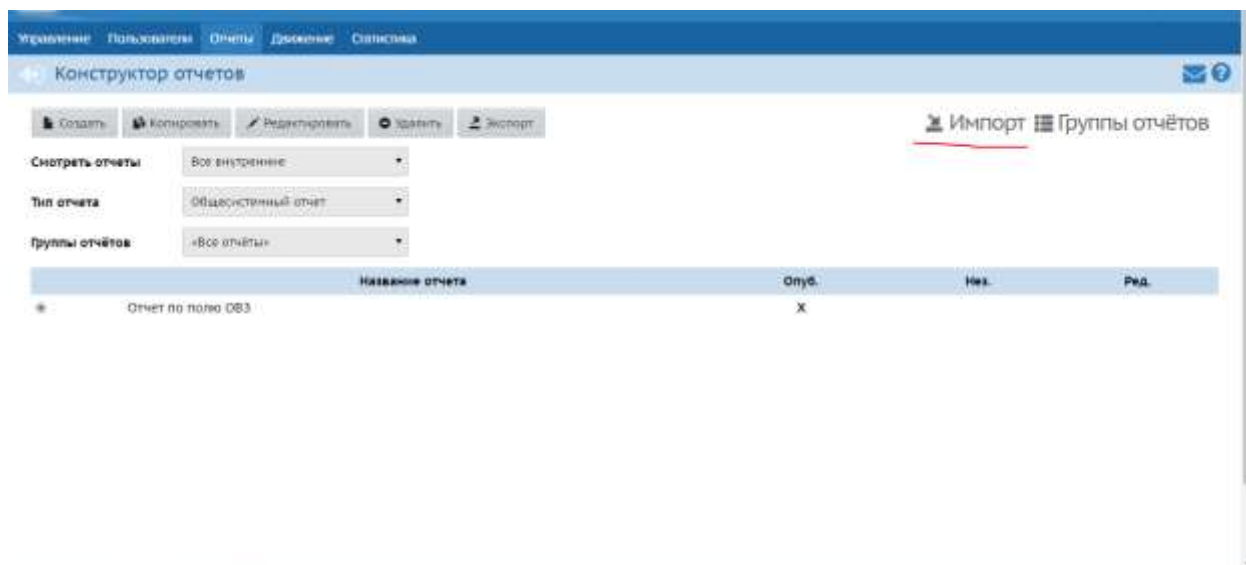 Управление Пользователи Отчеты Движение Статистика
Конструктор отчетов
Создать Копировать Редактировать Удалить Экспорт Импорт Группы отчётов
Смотреть отчеты Все внутренние
Тип отчета Общесистемный отчет
Группы отчётов «Все отчёты»
Название отчета Опуб. Нез. Ред.
Отчет по полю ОВЗ X